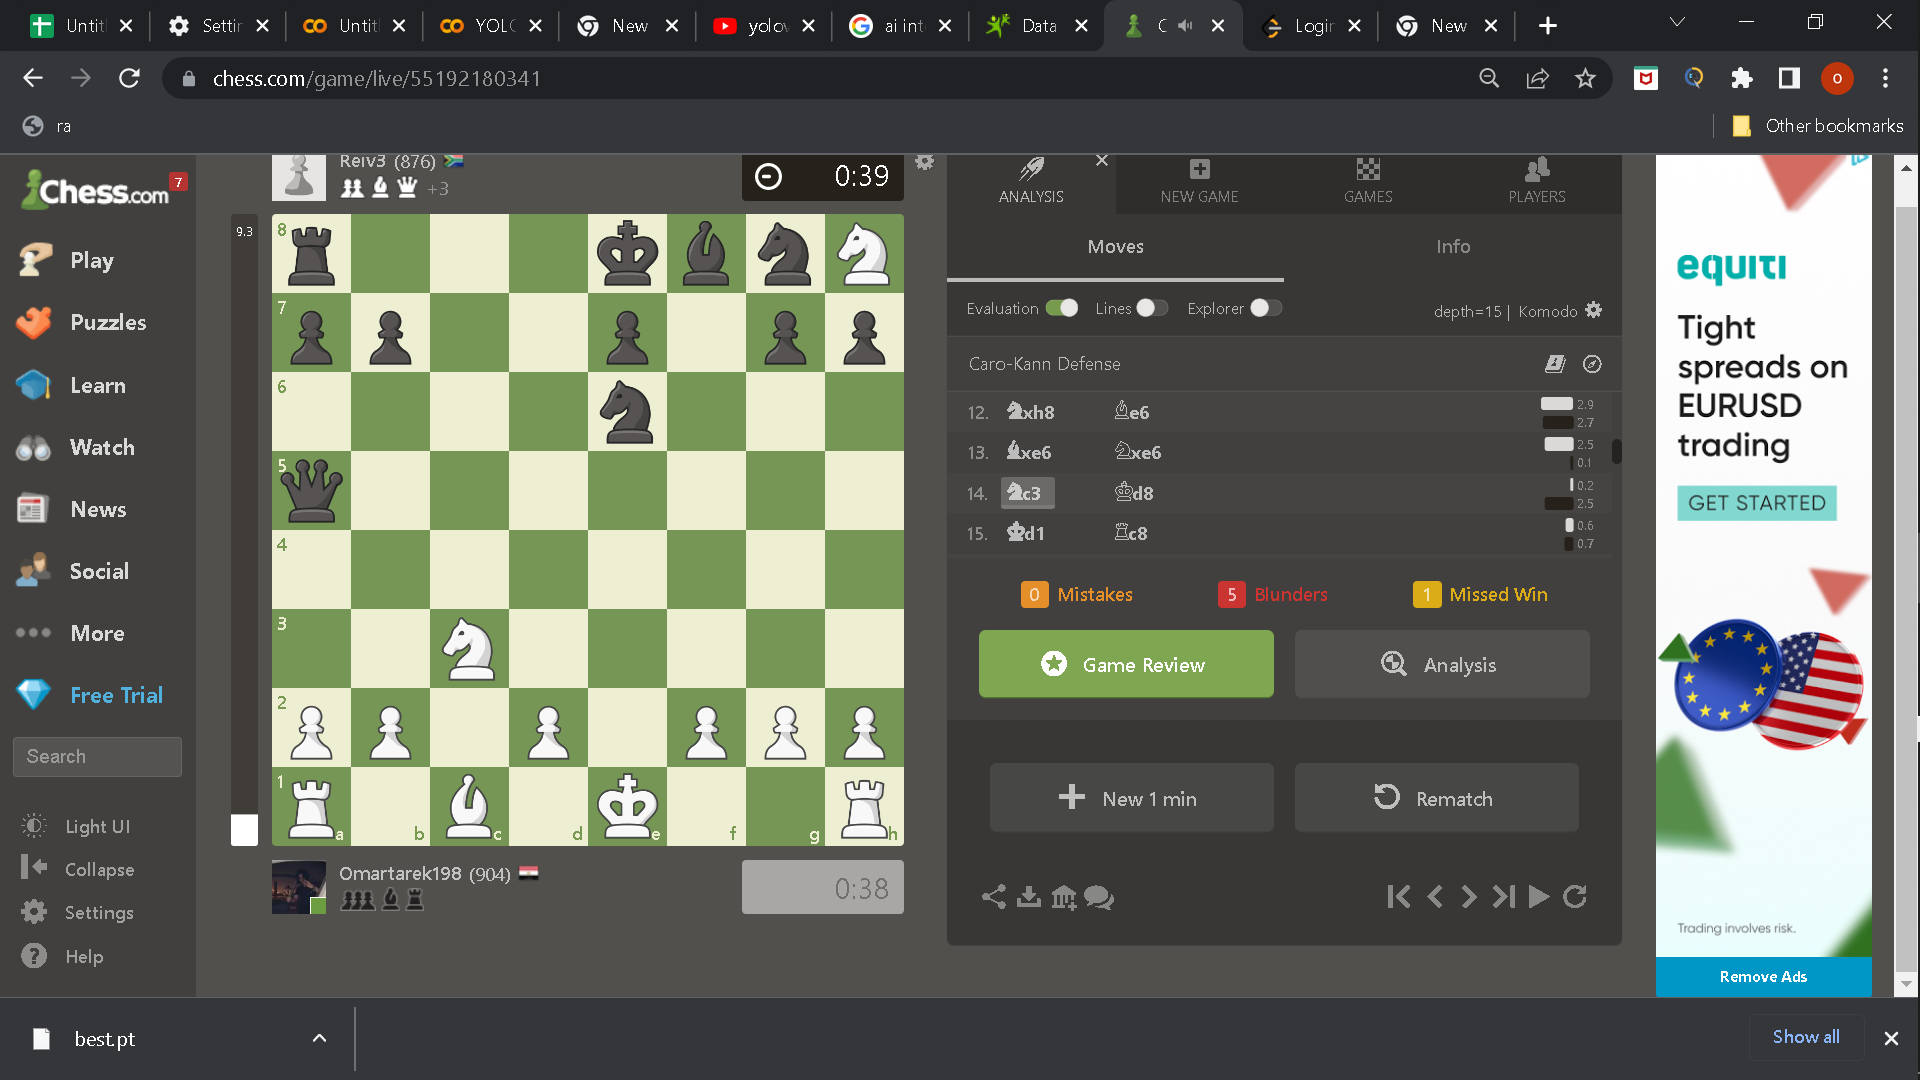 Untitl
Settin
Untitl
YOLO
New
yolov
ai inte
Data
C
Login
New
chess.com/game/live/55192180341
ra
Other bookmarks
Chess.com
7
Play
Puzzles
Learn
Watch
News
Social
More
Free Trial
Search
Light UI
Collapse
Settings
Help
Reiv3 (876)
+3
0:39
9.3
8
7
6
5
4
3
2
1
a b c d e f g h
Omartarek198 (904)
0:38
ANALYSIS
NEW GAME
GAMES
PLAYERS
Moves
Info
Evaluation
Lines
Explorer
depth=15 | Komodo
Caro-Kann Defense
12. xh8 e6 2.9
2.7
13. xe6 xe6 2.5
0.1
14. c3 d8 0.2
2.5
15. d1 c8 0.6
0.7
0 Mistakes
5 Blunders
1 Missed Win
Game Review
Analysis
New 1 min
Rematch
equiti
Tight
spreads on
EURUSD
trading
GET STARTED
Trading involves risk.
Remove Ads
best.pt
Show all